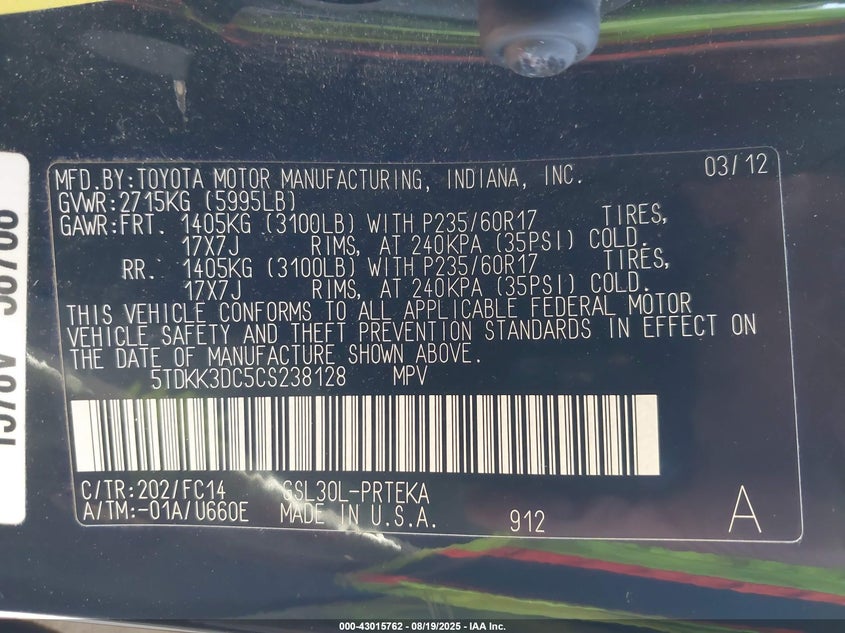 MFD.BY:TOYOTA MOTOR MANUFACTURING, INDIANA, INC. 03/12
GVWR:2715KG (5995LB)
GAWR:FRT. 1405KG (3100LB) WITH P235/60R17 TIRES,
17X7J RIMS, AT 240KPA (35PSI) COLD.
RR. 1405KG (3100LB) WITH P235/60R17 TIRES,
17X7J RIMS, AT 240KPA (35PSI) COLD.
THIS VEHICLE CONFORMS TO ALL APPLICABLE FEDERAL MOTOR
VEHICLE SAFETY AND THEFT PREVENTION STANDARDS IN EFFECT ON
THE DATE OF MANUFACTURE SHOWN ABOVE.
5TDKK3DC5CS238128 MPV
C/TR:202/FC14 GSL30L-PRTEKA
A/TM:-01A/U660E MADE IN U.S.A. 912 A
000-43015762 - 08/19/2025 - IAA Inc.